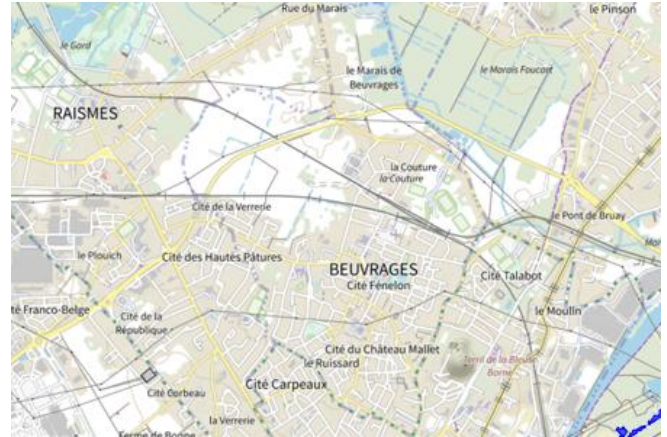 Rue du Marais
le Pinson
le Gard
le Marais de
Beuvrages
le Marais Foucart
RAISMES
la Couture
la Couture
Cité de la Verrerie
le Pont de Bruay
le Plouich
Cité des Hautes Pâtures
BEUVRAGES
Cité Fénelon
Cité Talabot
té Franco-Belge
Cité de la
République
le Moulin
Cité du Château Mallet
le Ruissard
Terril de la Bleuse
Borne
Cité Carpeaux
Cité Corbeau
la Verrerie